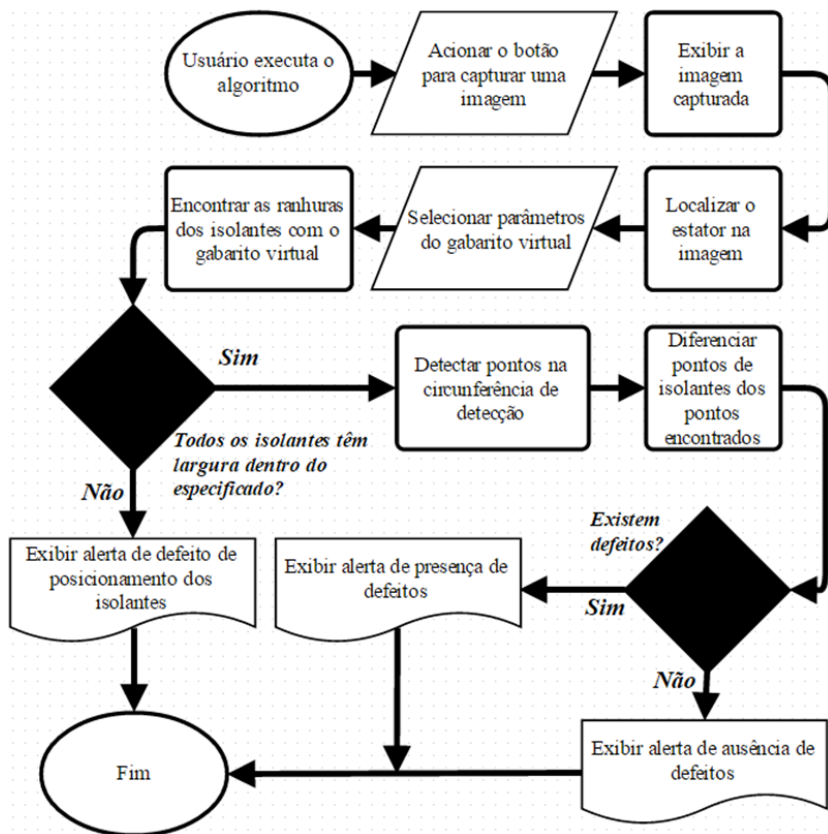 Usuário executa o
algoritmo
Acionar o botão
para capturar uma
imagem
Exibir a
imagem
capturada
Encontrar as ranhuras
dos isolantes com o
gabarito virtual
Selecionar parâmetros
do gabarito virtual
Localizar o
estator na
imagem
Sim
Todos os isolantes têm
largura dentro do
especificado?
Não
Detectar pontos na
circunferência de
detecção
Diferenciar
pontos de
isolantes dos
pontos
encontrados
Existem
defeitos?
Sim
Não
Exibir alerta de defeito de
posicionamento dos
isolantes
Exibir alerta de presença de
defeitos
Exibir alerta de ausência de
defeitos
Fim